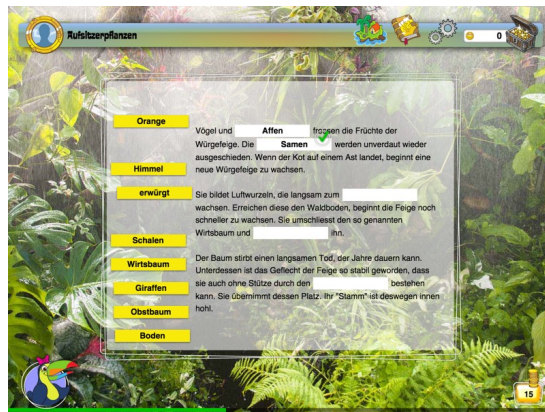 Aufsitzerpflanzen
0
Orange
Himmel
erwürgt
Schalen
Wirtsbaum
Giraffen
Obstbaum
Boden
Vögel und Affen fressen die Früchte der
Würgefeige. Die Samen werden unverdaut wieder
ausgeschieden. Wenn der Kot auf einem Ast landet, beginnt eine
neue Würgefeige zu wachsen.
Sie bildet Luftwurzeln, die langsam zum
wachsen. Erreichen diese den Waldboden, beginnt die Feige noch
schneller zu wachsen. Sie umschliesst den so genannten
Wirtsbaum und ihn.
Der Baum stirbt einen langsamen Tod, der Jahre dauern kann.
Unterdessen ist das Geflecht der Feige so stabil geworden, dass
sie auch ohne Stütze durch den bestehen
kann. Sie übernimmt dessen Platz. Ihr "Stamm" ist deswegen innen
hohl.
15